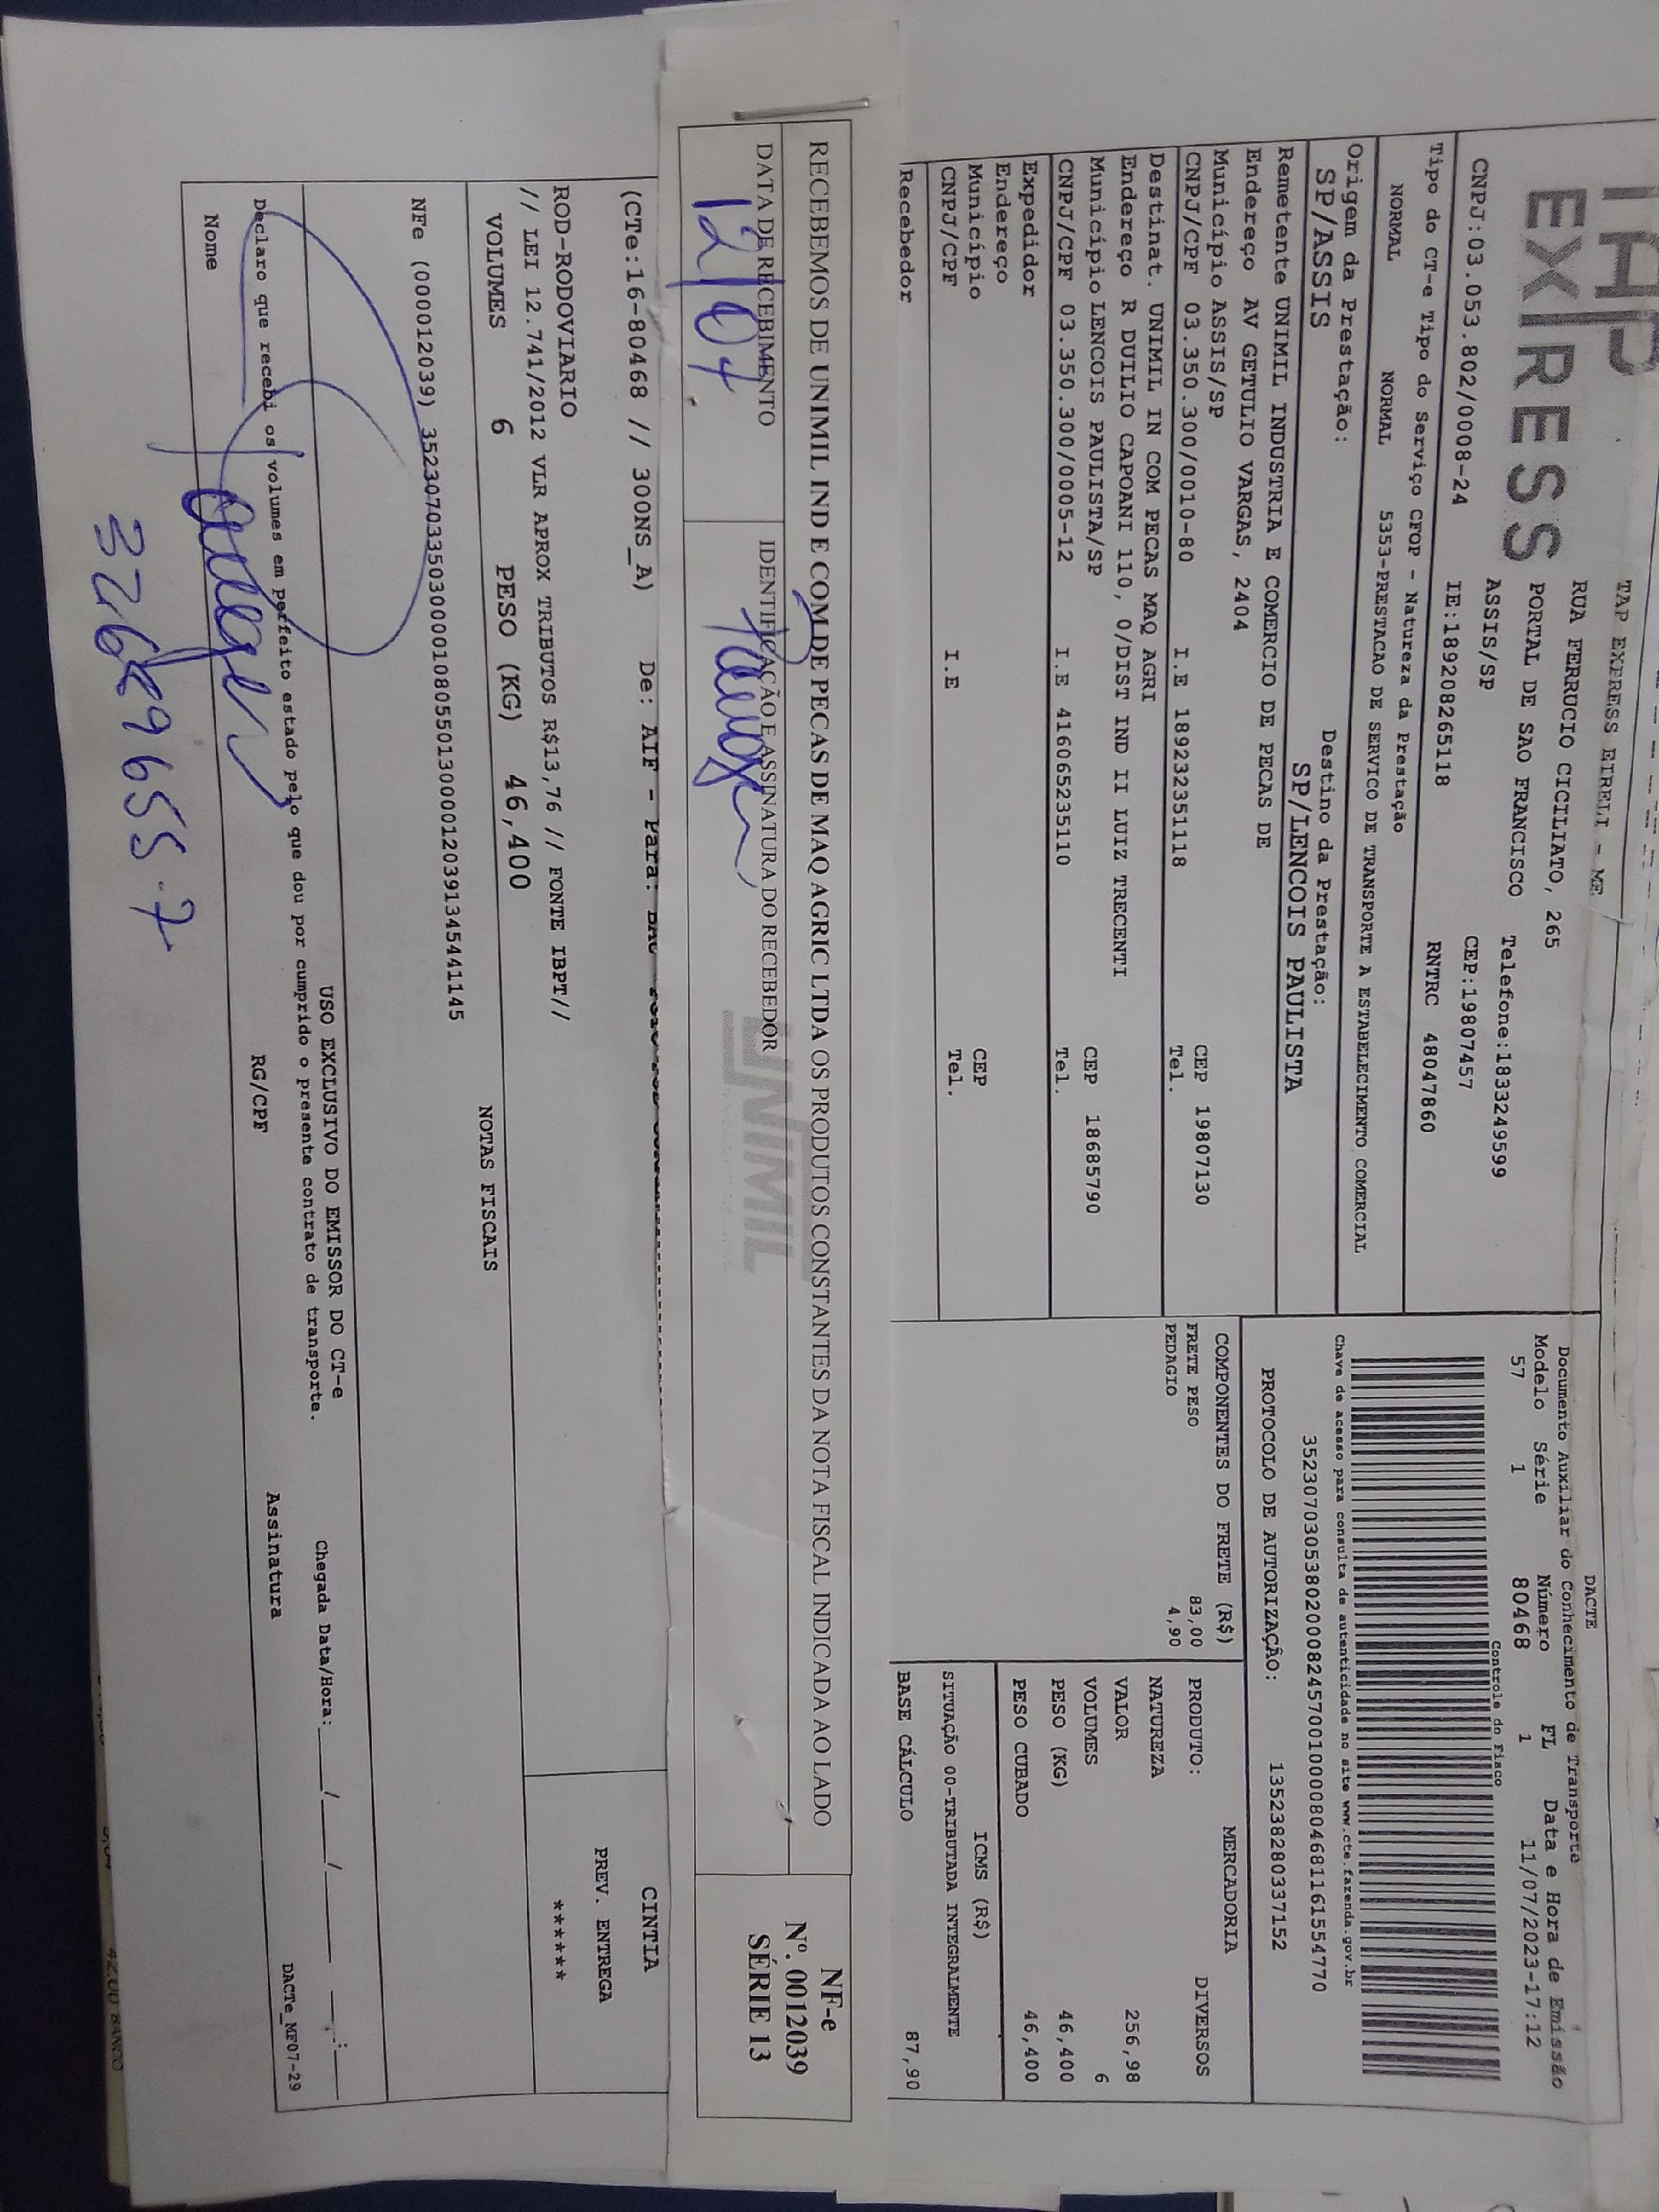 TAP
EXPRESS
TAP EXPRESS EIRELI - ME
RUA FERRUCIO CICILIATO, 265
PORTAL DE SAO FRANCISCO Telefone:1833249599
ASSIS/SP CEP:19807457
CNPJ:03.053.802/0008-24 IE:189208265118 RNTRC 48047860
Tipo do CT-e Tipo do Serviço CFOP - Natureza da Prestação
NORMAL NORMAL 5353-PRESTACAO DE SERVICO DE TRANSPORTE A ESTABELECIMENTO COMERCIAL
Origem da Prestação: Destino da Prestação:
SP/ASSIS SP/LENCOIS PAULISTA
Remetente UNIMIL INDUSTRIA E COMERCIO DE PECAS DE
Endereço AV GETULIO VARGAS, 2404
Município ASSIS/SP CEP 19807130
CNPJ/CPF 03.350.300/0010-80 I.E 189232351118 Tel.
Destinat. UNIMIL IN COM PECAS MAQ AGRI
Endereço R DUILIO CAPOANI 110, 0/DIST IND II LUIZ TRECENTI
Município LENCOIS PAULISTA/SP CEP 18685790
CNPJ/CPF 03.350.300/0005-12 I.E 416065235110 Tel.
Expedidor
Endereço
Município CEP
CNPJ/CPF I.E Tel.
Recebedor
DACTE
Documento Auxiliar do Conhecimento de Transporte
Modelo Série Número FL Data e Hora de Emissão
57 1 80468 1 11/07/2023-17:12
Controle do Fisco
Chave de acesso para consulta de autenticidade no site www.cte.fazenda.gov.br
35230703053802000824570010000804681161554770
PROTOCOLO DE AUTORIZAÇÃO: 135238280337152
COMPONENTES DO FRETE (R$)
FRETE PESO 83,00
PEDAGIO 4,90
MERCADORIA
PRODUTO: DIVERSOS
NATUREZA
VALOR 256,98
VOLUMES 6
PESO (KG) 46,400
PESO CUBADO 46,400
ICMS (R$)
SITUAÇÃO 00-TRIBUTADA INTEGRALMENTE
BASE CÁLCULO 87,90
RECEBEMOS DE UNIMIL IND E COM DE PECAS DE MAQ AGRIC LTDA OS PRODUTOS CONSTANTES DA NOTA FISCAL INDICADA AO LADO
DATA DE RECEBIMENTO IDENTIFICAÇÃO E ASSINATURA DO RECEBEDOR
12/07
UNIMIL
NF-e
Nº. 0012039
SÉRIE 13
(CTe:16-80468 // 300NS_A) De: AIF - Para:
CINTIA
ROD-RODOVIARIO
// LEI 12.741/2012 VLR APROX TRIBUTOS R$13,76 // FONTE IBPT//
PREV. ENTREGA
******
VOLUMES 6 PESO (KG) 46,400
NOTAS FISCAIS
NFe (000012039) 35230703350300001080550130000120391345441145
USO EXCLUSIVO DO EMISSOR DO CT-e
Declaro que recebi os volumes em perfeito estado pelo que dou por cumprido o presente contrato de transporte.
Chegada Data/Hora:____/____/____ __:__
Nome RG/CPF Assinatura
DACTe_MF07-29